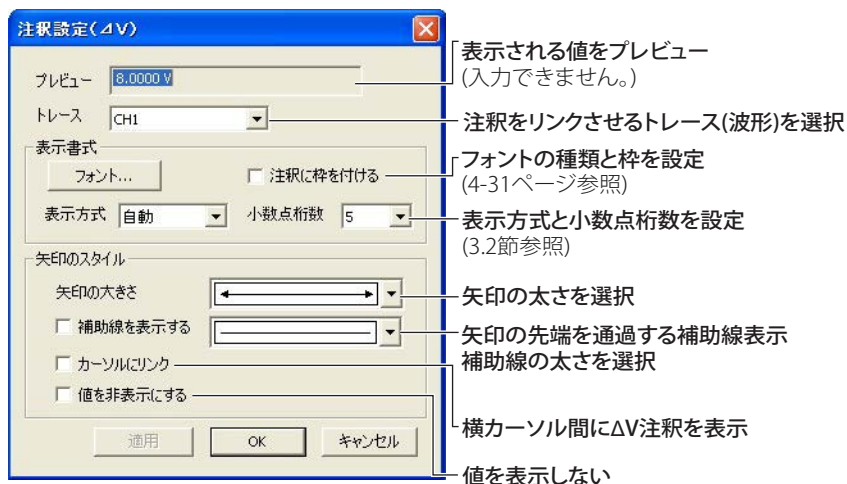 注釈設定(⊿V)
プレビュー 8.0000 V
トレース CH1
表示書式
フォント... 注釈に枠を付ける
表示方式 自動 小数点桁数 5
矢印のスタイル
矢印の大きさ
補助線を表示する
カーソルにリンク
値を非表示にする
適用 OK キャンセル
表示される値をプレビュー
(入力できません。)
注釈をリンクさせるトレース(波形)を選択
フォントの種類と枠を設定
(4-31ページ参照)
表示方式と小数点桁数を設定
(3.2節参照)
矢印の太さを選択
矢印の先端を通過する補助線表示
補助線の太さを選択
横カーソル間にΔV注釈を表示
値を表示しない